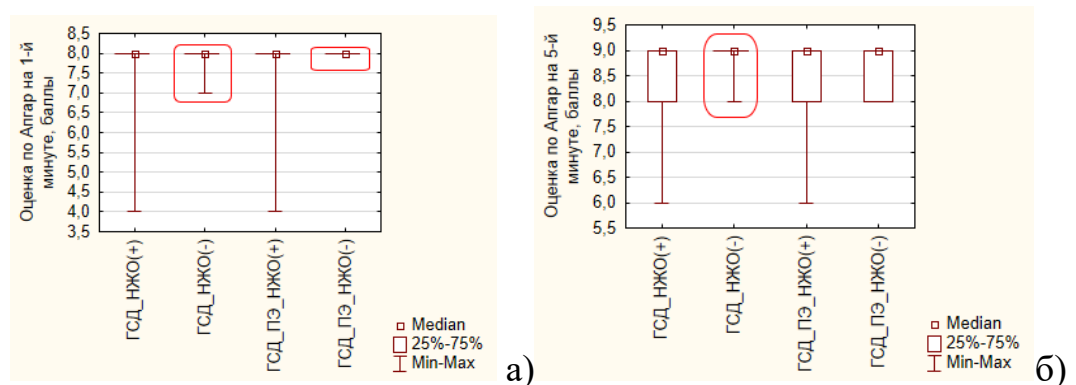 Оценка по Апгар на 1-й
минуте, баллы
8,5
8,0
7,5
7,0
6,5
6,0
5,5
5,0
4,5
4,0
3,5
ГСД_НЖО(+)
ГСД_НЖО(-)
ГСД_ПЭ_НЖО(+)
ГСД_ПЭ_НЖО(-)
Median
25%-75%
Min-Max
а)
Оценка по Апгар на 5-й
минуте, баллы
9,5
9,0
8,5
8,0
7,5
7,0
6,5
6,0
5,5
ГСД_НЖО(+)
ГСД_НЖО(-)
ГСД_ПЭ_НЖО(+)
ГСД_ПЭ_НЖО(-)
Median
25%-75%
Min-Max
б)